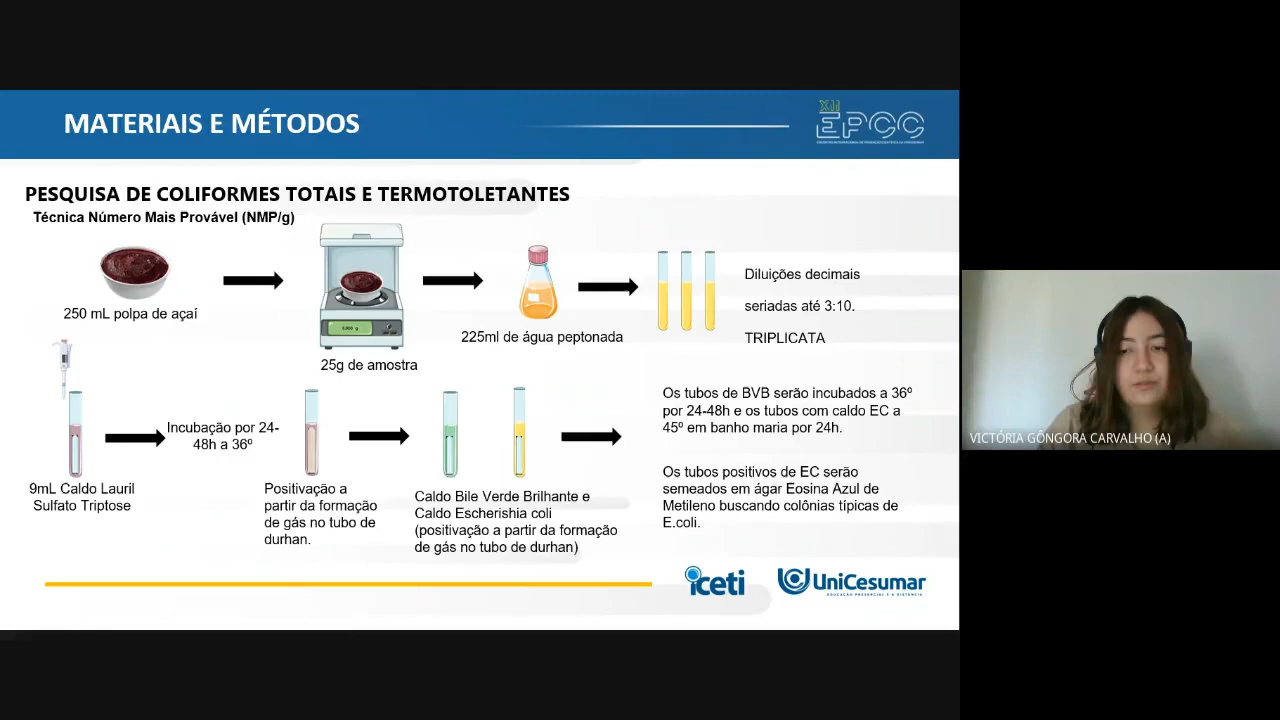 MATERIAIS E MÉTODOS
XII
EPCC
PESQUISA DE COLIFORMES TOTAIS E TERMOTOLETANTES
Técnica Número Mais Provável (NMP/g)
250 mL polpa de açaí
25g de amostra
225ml de água peptonada
Diluições decimais
seriadas até 3:10.
TRIPLICATA
9mL Caldo Lauril
Sulfato Triptose
Incubação por 24-
48h a 36º
Positivação a
partir da formação
de gás no tubo de
durhan.
Caldo Bile Verde Brilhante e
Caldo Escherishia coli
(positivação a partir da formação
de gás no tubo de durhan)
Os tubos de BVB serão incubados a 36º
por 24-48h e os tubos com caldo EC a
45º em banho maria por 24h.
Os tubos positivos de EC serão
semeados em ágar Eosina Azul de
Metileno buscando colônias típicas de
E.coli.
iceti
UniCesumar
EDUCAÇÃO PRESENCIAL E A DISTÂNCIA
VICTÓRIA GÔNGORA CARVALHO (A)